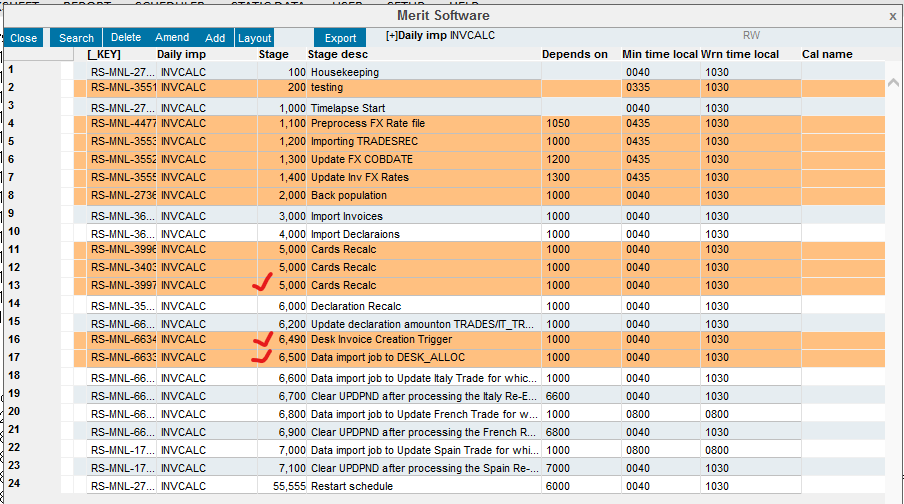 Merit Software x
Close Search Delete Amend Add Layout Export [+]Daily imp INVCALC RW
[_KEY] Daily imp Stage Stage desc Depends on Min time local Wrn time local Cal name
1 RS-MNL-27... INVCALC 100 Housekeeping 0040 1030
2 RS-MNL-3551 INVCALC 200 testing 0335 1030
3 RS-MNL-27... INVCALC 1,000 Timelapse Start 0040 1030
4 RS-MNL-4477 INVCALC 1,100 Preprocess FX Rate file 1050 0435 1030
5 RS-MNL-3553 INVCALC 1,200 Importing TRADESREC 1000 0435 1030
6 RS-MNL-3552 INVCALC 1,300 Update FX COBDATE 1200 0435 1030
7 RS-MNL-3555 INVCALC 1,400 Update Inv FX Rates 1300 0435 1030
8 RS-MNL-2736 INVCALC 2,000 Back population 1000 0040 1030
9 RS-MNL-36... INVCALC 3,000 Import Invoices 1000 0040 1030
10 RS-MNL-36... INVCALC 4,000 Import Declaraions 1000 0040 1030
11 RS-MNL-3996 INVCALC 5,000 Cards Recalc 1000 0040 1030
12 RS-MNL-3403 INVCALC 5,000 Cards Recalc 1000 0040 1030
13 RS-MNL-3997 INVCALC 5,000 Cards Recalc 1000 0040 1030
14 RS-MNL-35... INVCALC 6,000 Declaration Recalc 1000 0040 1030
15 RS-MNL-66... INVCALC 6,200 Update declaration amounton TRADES/IT_TR... 1000 0040 1030
16 RS-MNL-6634 INVCALC 6,490 Desk Invoice Creation Trigger 1000 0040 1030
17 RS-MNL-6633 INVCALC 6,500 Data import job to DESK_ALLOC 1000 0040 1030
18 RS-MNL-66... INVCALC 6,600 Data import job to Update Italy Trade for whic... 1000 0040 1030
19 RS-MNL-66... INVCALC 6,700 Clear UPDPND after processing the Italy Re-E... 6600 0040 1030
20 RS-MNL-66... INVCALC 6,800 Data import job to Update French Trade for w... 1000 0800 0800
21 RS-MNL-66... INVCALC 6,900 Clear UPDPND after processing the French R... 6800 0040 1030
22 RS-MNL-17... INVCALC 7,000 Data import job to Update Spain Trade for whi... 1000 0800 0800
23 RS-MNL-17... INVCALC 7,100 Clear UPDPND after processing the Spain Re-... 7000 0040 1030
24 RS-MNL-27... INVCALC 55,555 Restart schedule 6000 0040 1030